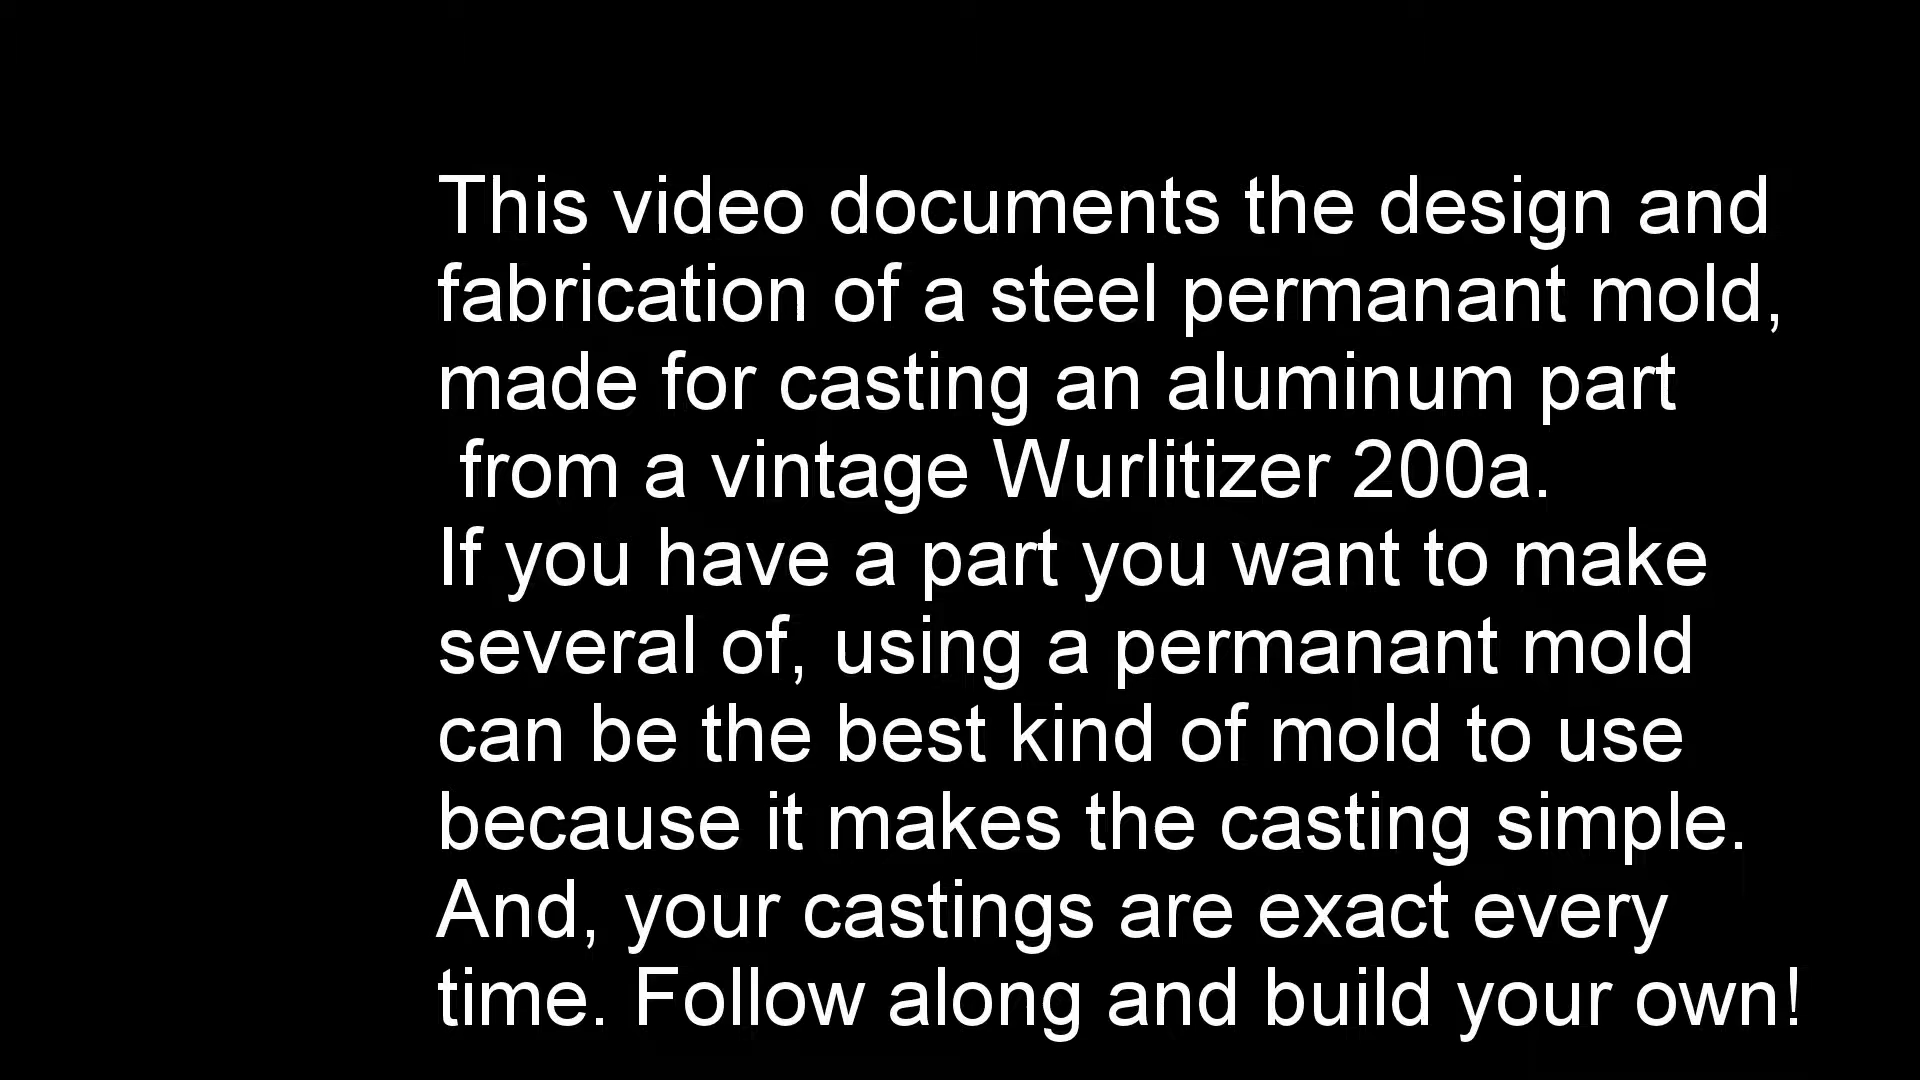 This video documents the design and
fabrication of a steel permanant mold,
made for casting an aluminum part
from a vintage Wurlitizer 200a.
If you have a part you want to make
several of, using a permanant mold
can be the best kind of mold to use
because it makes the casting simple.
And, your castings are exact every
time. Follow along and build your own!